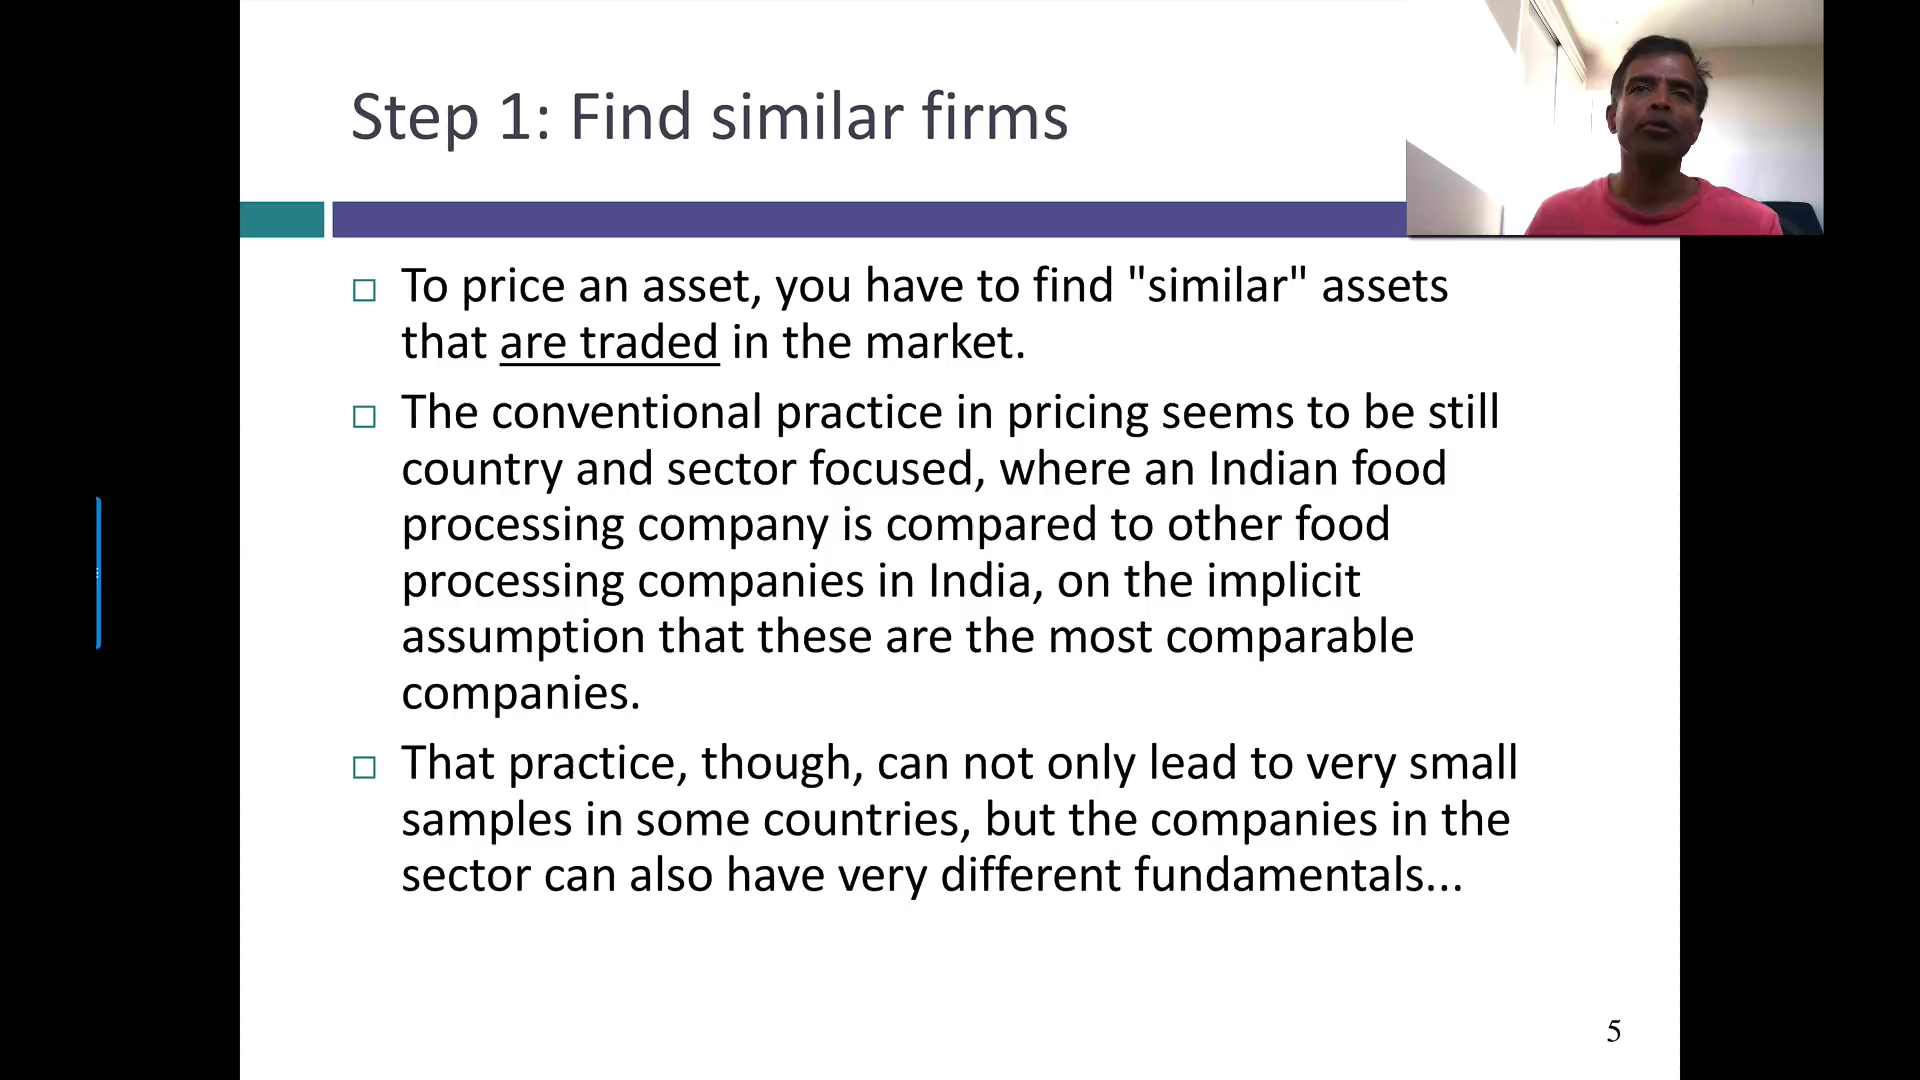 Step 1: Find similar firms
To price an asset, you have to find "similar" assets
that are traded in the market.
The conventional practice in pricing seems to be still
country and sector focused, where an Indian food
processing company is compared to other food
processing companies in India, on the implicit
assumption that these are the most comparable
companies.
That practice, though, can not only lead to very small
samples in some countries, but the companies in the
sector can also have very different fundamentals...
5